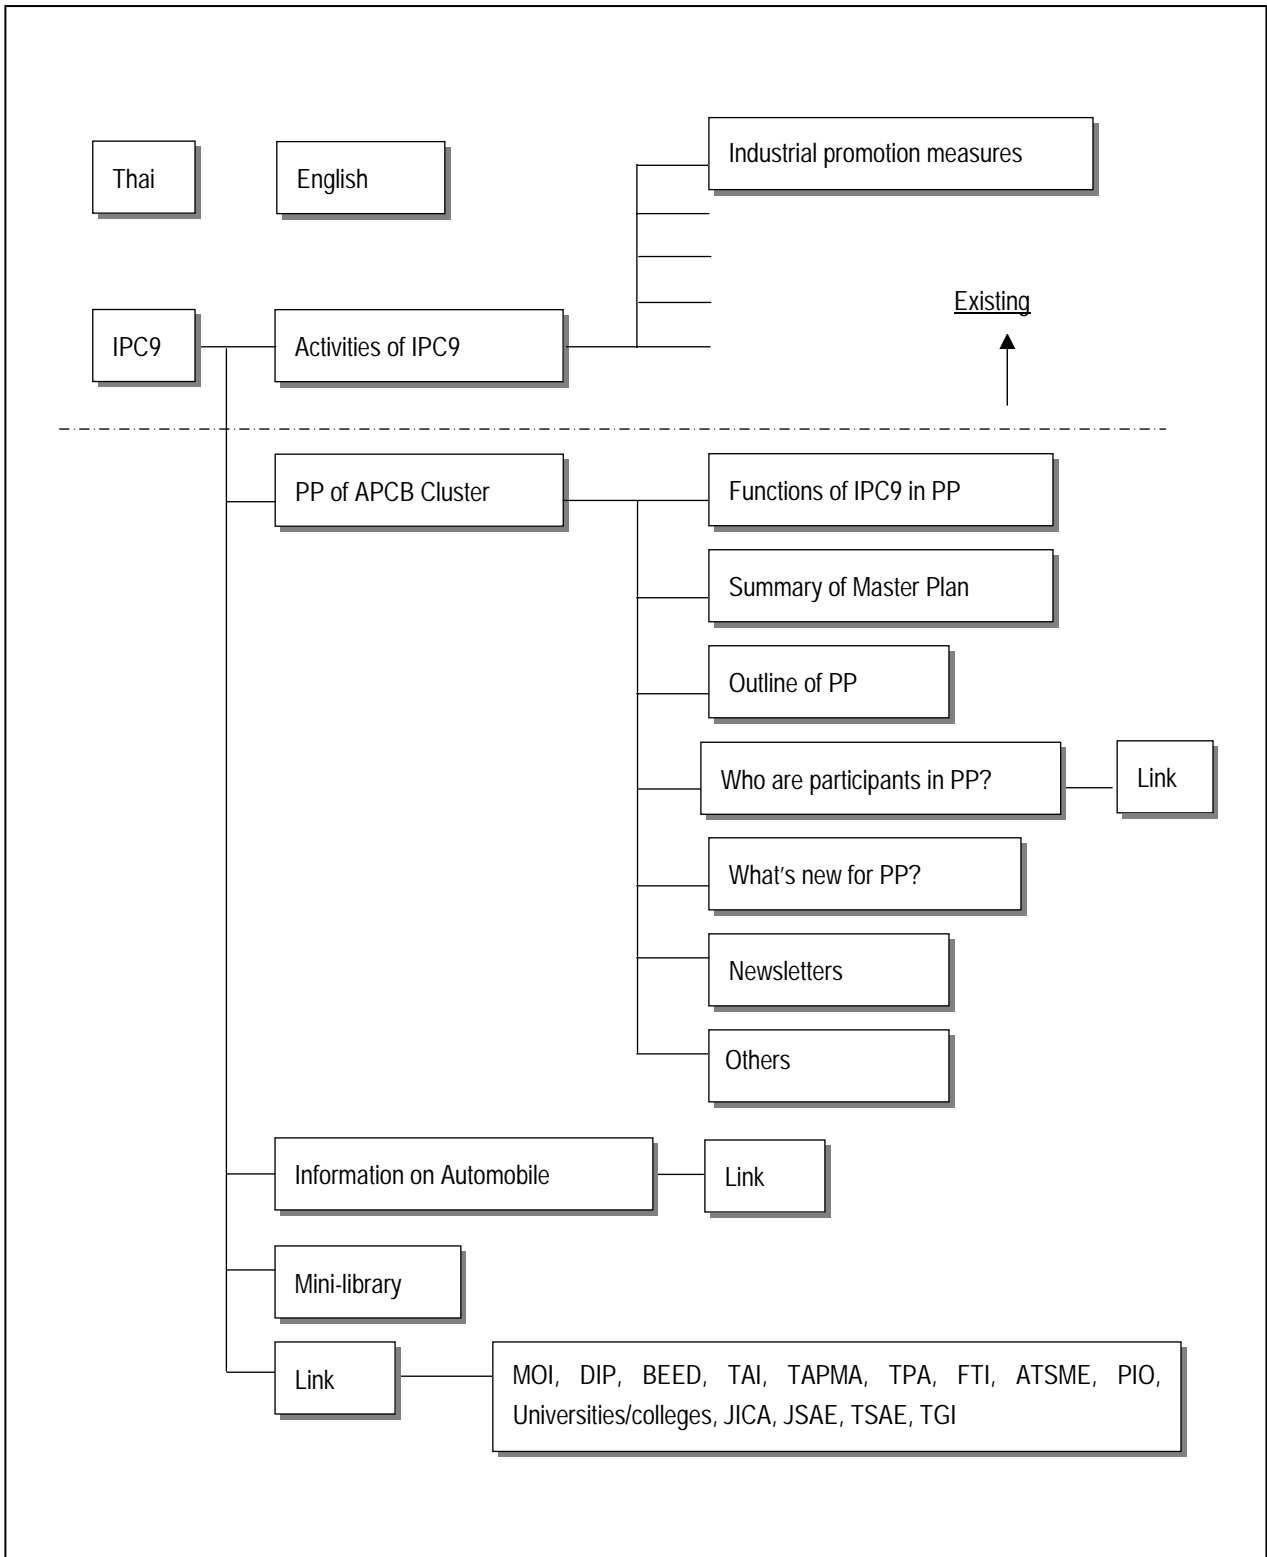 Industrial promotion measures
Thai
English
Existing
IPC9
Activities of IPC9
PP of APCB Cluster
Functions of IPC9 in PP
Summary of Master Plan
Outline of PP
Who are participants in PP?
Link
What's new for PP?
Newsletters
Others
Information on Automobile
Link
Mini-library
Link
MOI, DIP, BEED, TAI, TAPMA, TPA, FTI, ATSME, PIO,
Universities/colleges, JICA, JSAE, TSAE, TGI